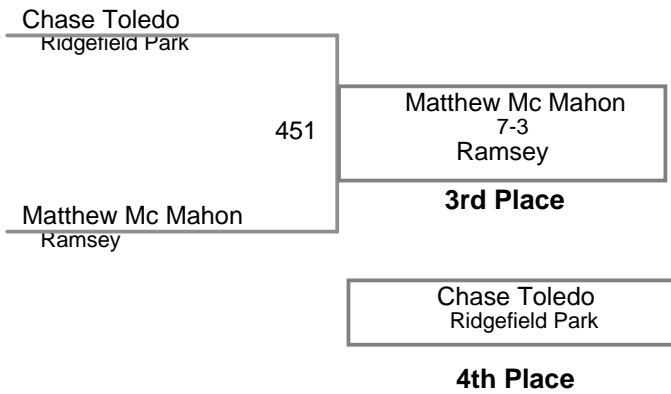 Chase Toledo
Ridgefield Park
451
Matthew Mc Mahon
7-3
Ramsey
3rd Place
Matthew Mc Mahon
Ramsey
Chase Toledo
Ridgefield Park
4th Place